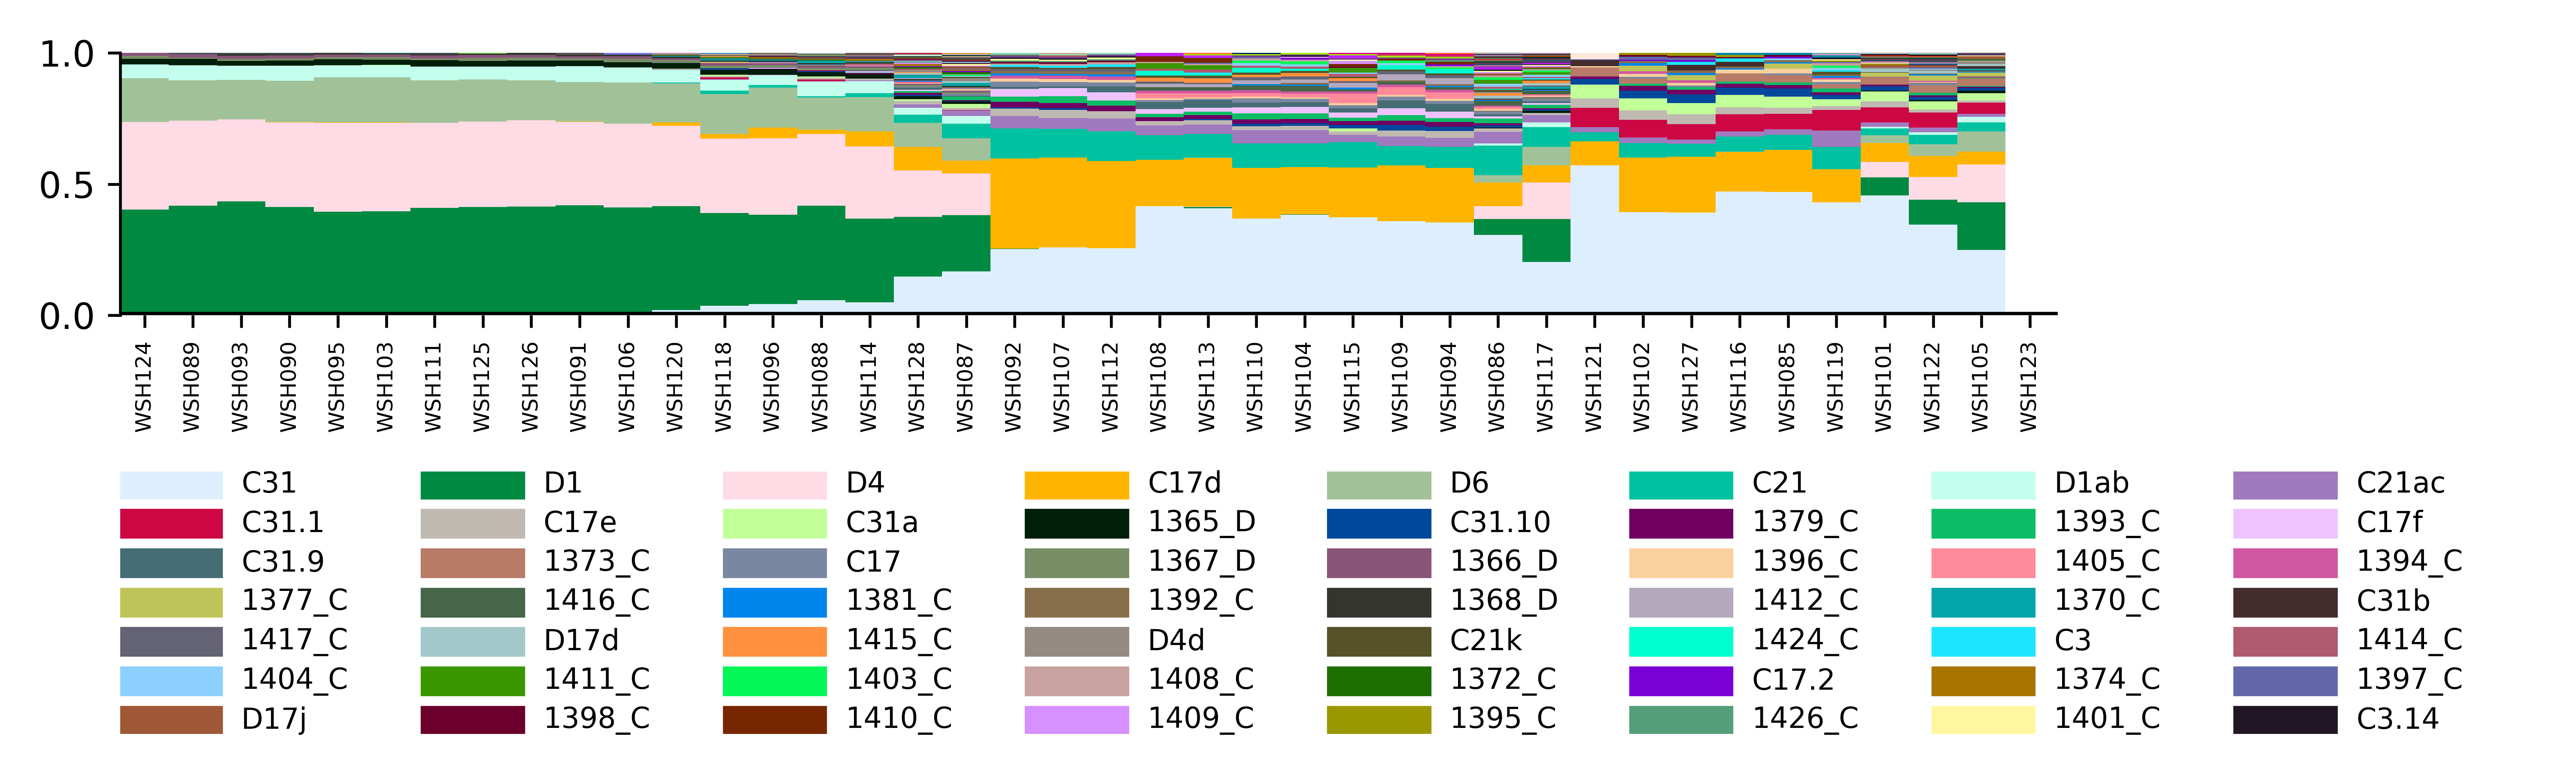 1.0
0.5
0.0
WSH124 WSH089 WSH093 WSH090 WSH095 WSH103 WSH111 WSH125 WSH126 WSH091 WSH106 WSH120 WSH118 WSH096 WSH088 WSH114 WSH128 WSH087 WSH092 WSH107 WSH112 WSH108 WSH113 WSH110 WSH104 WSH115 WSH109 WSH094 WSH086 WSH117 WSH121 WSH102 WSH127 WSH116 WSH085 WSH119 WSH101 WSH122 WSH105 WSH123
C31 D1 D4 C17d D6 C21 D1ab C21ac
C31.1 C17e C31a 1365_D C31.10 1379_C 1393_C C17f
C31.9 1373_C C17 1367_D 1366_D 1396_C 1405_C 1394_C
1377_C 1416_C 1381_C 1392_C 1368_D 1412_C 1370_C C31b
1417_C D17d 1415_C D4d C21k 1424_C C3 1414_C
1404_C 1411_C 1403_C 1408_C 1372_C C17.2 1374_C 1397_C
D17j 1398_C 1410_C 1409_C 1395_C 1426_C 1401_C C3.14